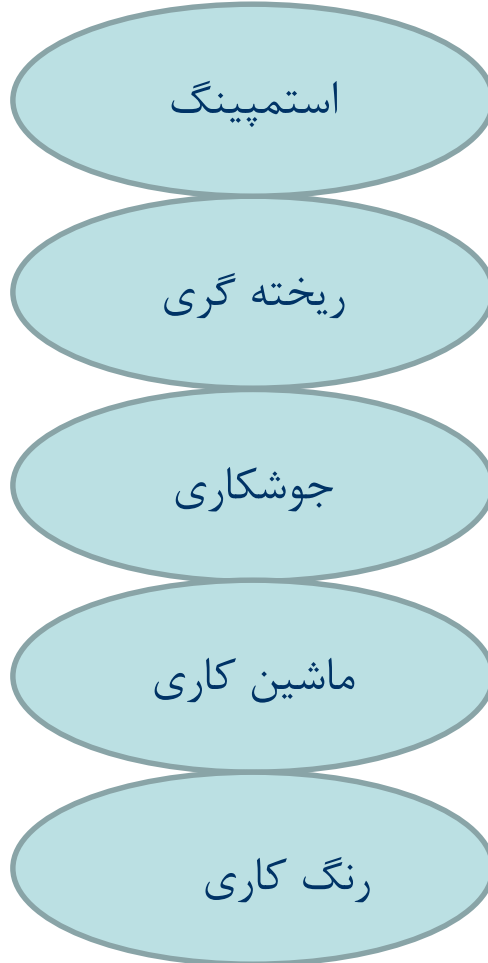 استمپینگ
ریخته گری
جوشکاری
ماشین کاری
رنگ کاری